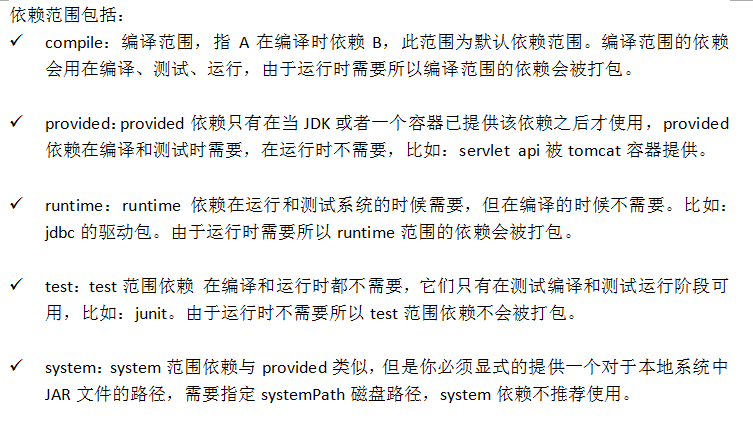 依赖范围包括：
✓ compile：编译范围，指 A 在编译时依赖 B，此范围为默认依赖范围。编译范围的依赖
会用在编译、测试、运行，由于运行时需要所以编译范围的依赖会被打包。
✓ provided：provided 依赖只有在当 JDK 或者一个容器已提供该依赖之后才使用，provided
依赖在编译和测试时需要，在运行时不需要，比如：servlet api 被 tomcat 容器提供。
✓ runtime：runtime 依赖在运行和测试系统的时候需要，但在编译的时候不需要。比如：
jdbc 的驱动包。由于运行时需要所以 runtime 范围的依赖会被打包。
✓ test：test 范围依赖 在编译和运行时都不需要，它们只有在测试编译和测试运行阶段可
用，比如：junit。由于运行时不需要所以 test 范围依赖不会被打包。
✓ system：system 范围依赖与 provided 类似，但是你必须显式的提供一个对于本地系统中
JAR 文件的路径，需要指定 systemPath 磁盘路径，system 依赖不推荐使用。